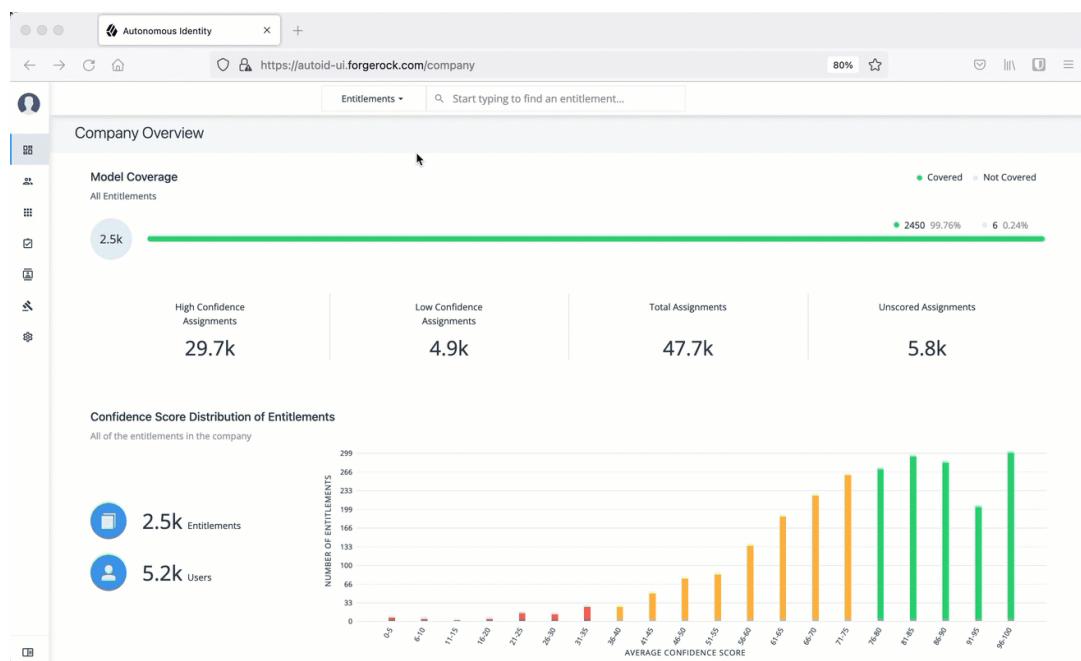 Autonomous Identity
https://autoid-ui.forgerock.com/company
80%
Entitlements
Start typing to find an entitlement...
Company Overview
Model Coverage
Covered Not Covered
All Entitlements
2450 99.76% 6 0.24%
2.5k
High Confidence
Assignments
29.7k
Low Confidence
Assignments
4.9k
Total Assignments
47.7k
Unscored Assignments
5.8k
Confidence Score Distribution of Entitlements
All of the entitlements in the company
2.5k Entitlements
5.2k Users
NUMBER OF ENTITLEMENTS
299
266
233
199
166
133
100
66
33
0
0-5 6-10 11-15 16-20 21-25 26-30 31-35 36-40 41-45 46-50 51-55 56-60 61-65 66-70 71-75 76-80 81-85 86-90 91-95 96-100
AVERAGE CONFIDENCE SCORE